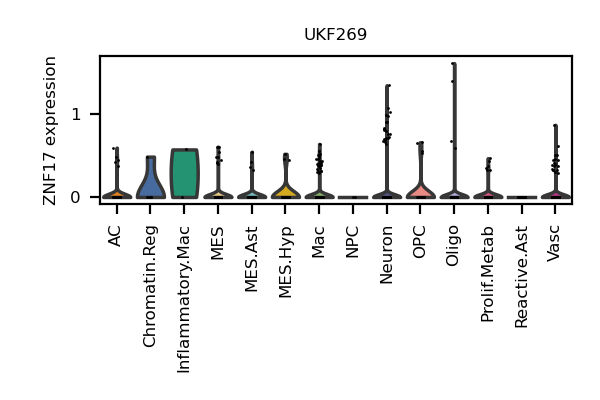 UKF269
ZNF17 expression
1
0
AC
Chromatin.Reg
Inflammatory.Mac
MES
MES.Ast
MES.Hyp
Mac
NPC
Neuron
OPC
Oligo
Prolif.Metab
Reactive.Ast
Vasc